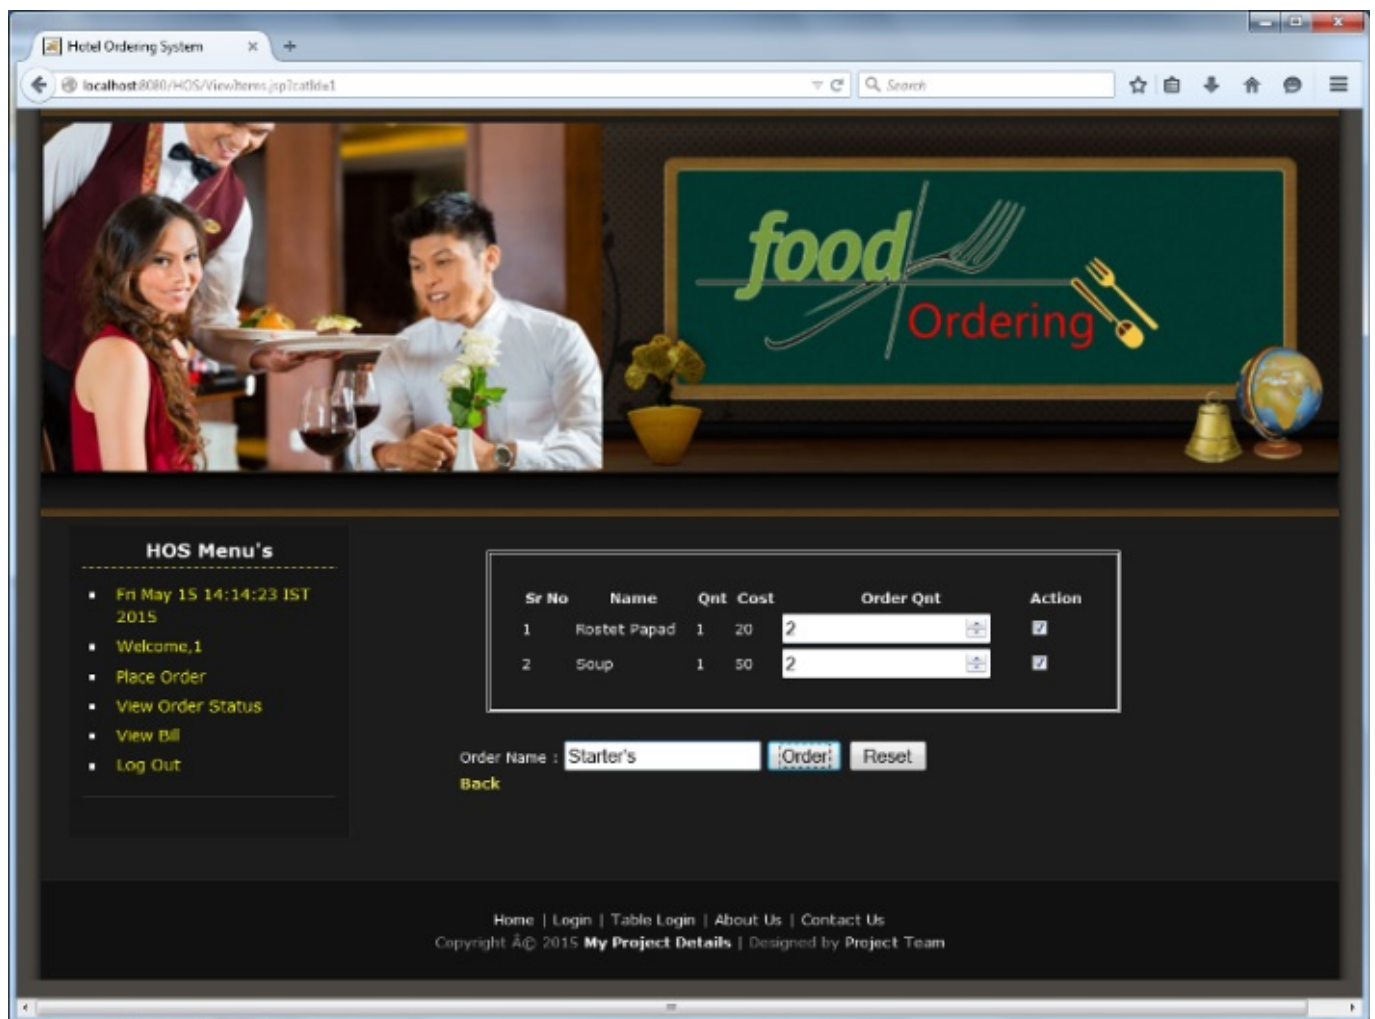 Hotel Ordering System
localhost:8080/HOS/ViewItems.jsp?catId=1
Search
food
Ordering
HOS Menu's
Fri May 15 14:14:23 IST
2015
Welcome,1
Place Order
View Order Status
View Bill
Log Out
Sr No Name Qnt Cost Order Qnt Action
1 Rostet Papad 1 20 2
2 Soup 1 50 2
Order Name : Starter's Order Reset
Back
Home | Login | Table Login | About Us | Contact Us
Copyright Â© 2015 My Project Details | Designed by Project Team